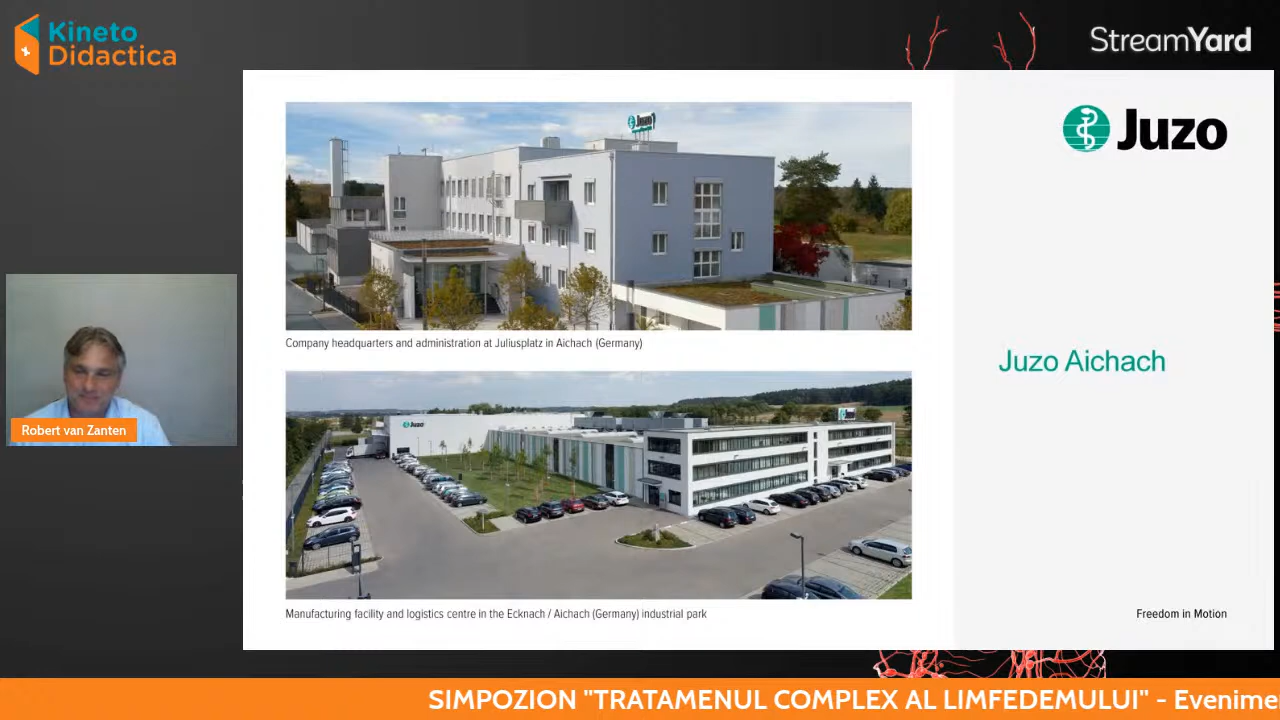 Kineto
Didactica
StreamYard
Juzo
Juzo
Company headquarters and administration at Juliusplatz in Aichach (Germany)
Juzo Aichach
Robert van Zanten
Juzo
Manufacturing facility and logistics centre in the Ecknach / Aichach (Germany) industrial park
Freedom in Motion
SIMPOZION "TRATAMENUL COMPLEX AL LIMFEDEMULUI" - Evenime